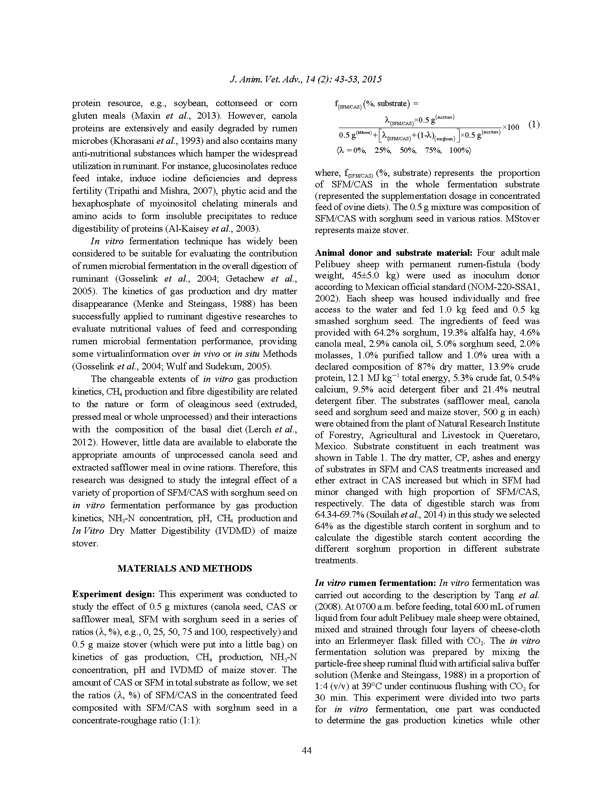 J. Anim. Vet. Adv., 14 (2): 43-53, 2015
protein resource, e.g., soybean, cottonseed or corn
gluten meals (Maxin et al., 2013). However, canola
proteins are extensively and easily degraded by rumen
microbes (Khorasani et al., 1993) and also contains many
anti-nutritional substances which hamper the widespread
utilization in ruminant. For instance, glucosinolates reduce
feed intake, induce iodine deficiencies and depress
fertility (Tripathi and Mishra, 2007), phytic acid and the
hexaphosphate of myoinositol chelating minerals and
amino acids to form insoluble precipitates to reduce
digestibility of proteins (Al-Kaisey et al., 2003).
In vitro fermentation technique has widely been
considered to be suitable for evaluating the contribution
of rumen microbial fermentation in the overall digestion of
ruminant (Gosselink et al., 2004; Getachew et al.,
2005). The kinetics of gas production and dry matter
disappearance (Menke and Steingass, 1988) has been
successfully applied to ruminant digestive researches to
evaluate nutritional values of feed and corresponding
rumen microbial fermentation performance, providing
some virtualinformation over in vivo or in situ Methods
(Gosselink et al., 2004; Wulf and Sudekum, 2005).
The changeable extents of in vitro gas production
kinetics, CH₄ production and fibre digestibility are related
to the nature or form of oleaginous seed (extruded,
pressed meal or whole unprocessed) and their interactions
with the composition of the basal diet (Lerch et al.,
2012). However, little data are available to elaborate the
appropriate amounts of unprocessed canola seed and
extracted safflower meal in ovine rations. Therefore, this
research was designed to study the integral effect of a
variety of proportion of SFM/CAS with sorghum seed on
in vitro fermentation performance by gas production
kinetics, NH₃-N concentration, pH, CH₄ production and
In Vitro Dry Matter Digestibility (IVDMD) of maize
stover.
MATERIALS AND METHODS
Experiment design: This experiment was conducted to
study the effect of 0.5 g mixtures (canola seed, CAS or
safflower meal, SFM with sorghum seed in a series of
ratios (λ, %), e.g., 0, 25, 50, 75 and 100, respectively) and
0.5 g maize stover (which were put into a little bag) on
kinetics of gas production, CH₄ production, NH₃-N
concentration, pH and IVDMD of maize stover. The
amount of CAS or SFM in total substrate as follow, we set
the ratios (λ, %) of SFM/CAS in the concentrated feed
composited with SFM/CAS with sorghum seed in a
concentrate-roughage ratio (1:1):
f(SFM/CAS) (%, substrate) =
λ(SFM/CAS)×0.5 g(mixture)
0.5 g(MStover)+[λ(SFM/CAS)+(1-λ)(sorghum)]×0.5 g(mixture) ×100 (1)
(λ = 0%, 25%, 50%, 75%, 100%)
where, f(SFM/CAS) (%, substrate) represents the proportion
of SFM/CAS in the whole fermentation substrate
(represented the supplementation dosage in concentrated
feed of ovine diets). The 0.5 g mixture was composition of
SFM/CAS with sorghum seed in various ratios. MStover
represents maize stover.
Animal donor and substrate material: Four adult male
Pelibuey sheep with permanent rumen-fistula (body
weight, 45±5.0 kg) were used as inoculum donor
according to Mexican official standard (NOM-220-SSA1,
2002). Each sheep was housed individually and free
access to the water and fed 1.0 kg feed and 0.5 kg
smashed sorghum seed. The ingredients of feed was
provided with 64.2% sorghum, 19.3% alfalfa hay, 4.6%
canola meal, 2.9% canola oil, 5.0% sorghum seed, 2.0%
molasses, 1.0% purified tallow and 1.0% urea with a
declared composition of 87% dry matter, 13.9% crude
protein, 12.1 MJ kg⁻¹ total energy, 5.3% crude fat, 0.54%
calcium, 9.5% acid detergent fiber and 21.4% neutral
detergent fiber. The substrates (safflower meal, canola
seed and sorghum seed and maize stover, 500 g in each)
were obtained from the plant of Natural Research Institute
of Forestry, Agricultural and Livestock in Queretaro,
Mexico. Substrate constituent in each treatment was
shown in Table 1. The dry matter, CP, ashes and energy
of substrates in SFM and CAS treatments increased and
ether extract in CAS increased but which in SFM had
minor changed with high proportion of SFM/CAS,
respectively. The data of digestible starch was from
64.34-69.7% (Souilah et al., 2014) in this study we selected
64% as the digestible starch content in sorghum and to
calculate the digestible starch content according the
different sorghum proportion in different substrate
treatments.
In vitro rumen fermentation: In vitro fermentation was
carried out according to the description by Tang et al.
(2008). At 0700 a.m. before feeding, total 600 mL of rumen
liquid from four adult Pelibuey male sheep were obtained,
mixed and strained through four layers of cheese-cloth
into an Erlenmeyer flask filled with CO₂. The in vitro
fermentation solution was prepared by mixing the
particle-free sheep ruminal fluid with artificial saliva buffer
solution (Menke and Steingass, 1988) in a proportion of
1:4 (v/v) at 39°C under continuous flushing with CO₂ for
30 min. This experiment were divided into two parts
for in vitro fermentation, one part was conducted
to determine the gas production kinetics while other
44